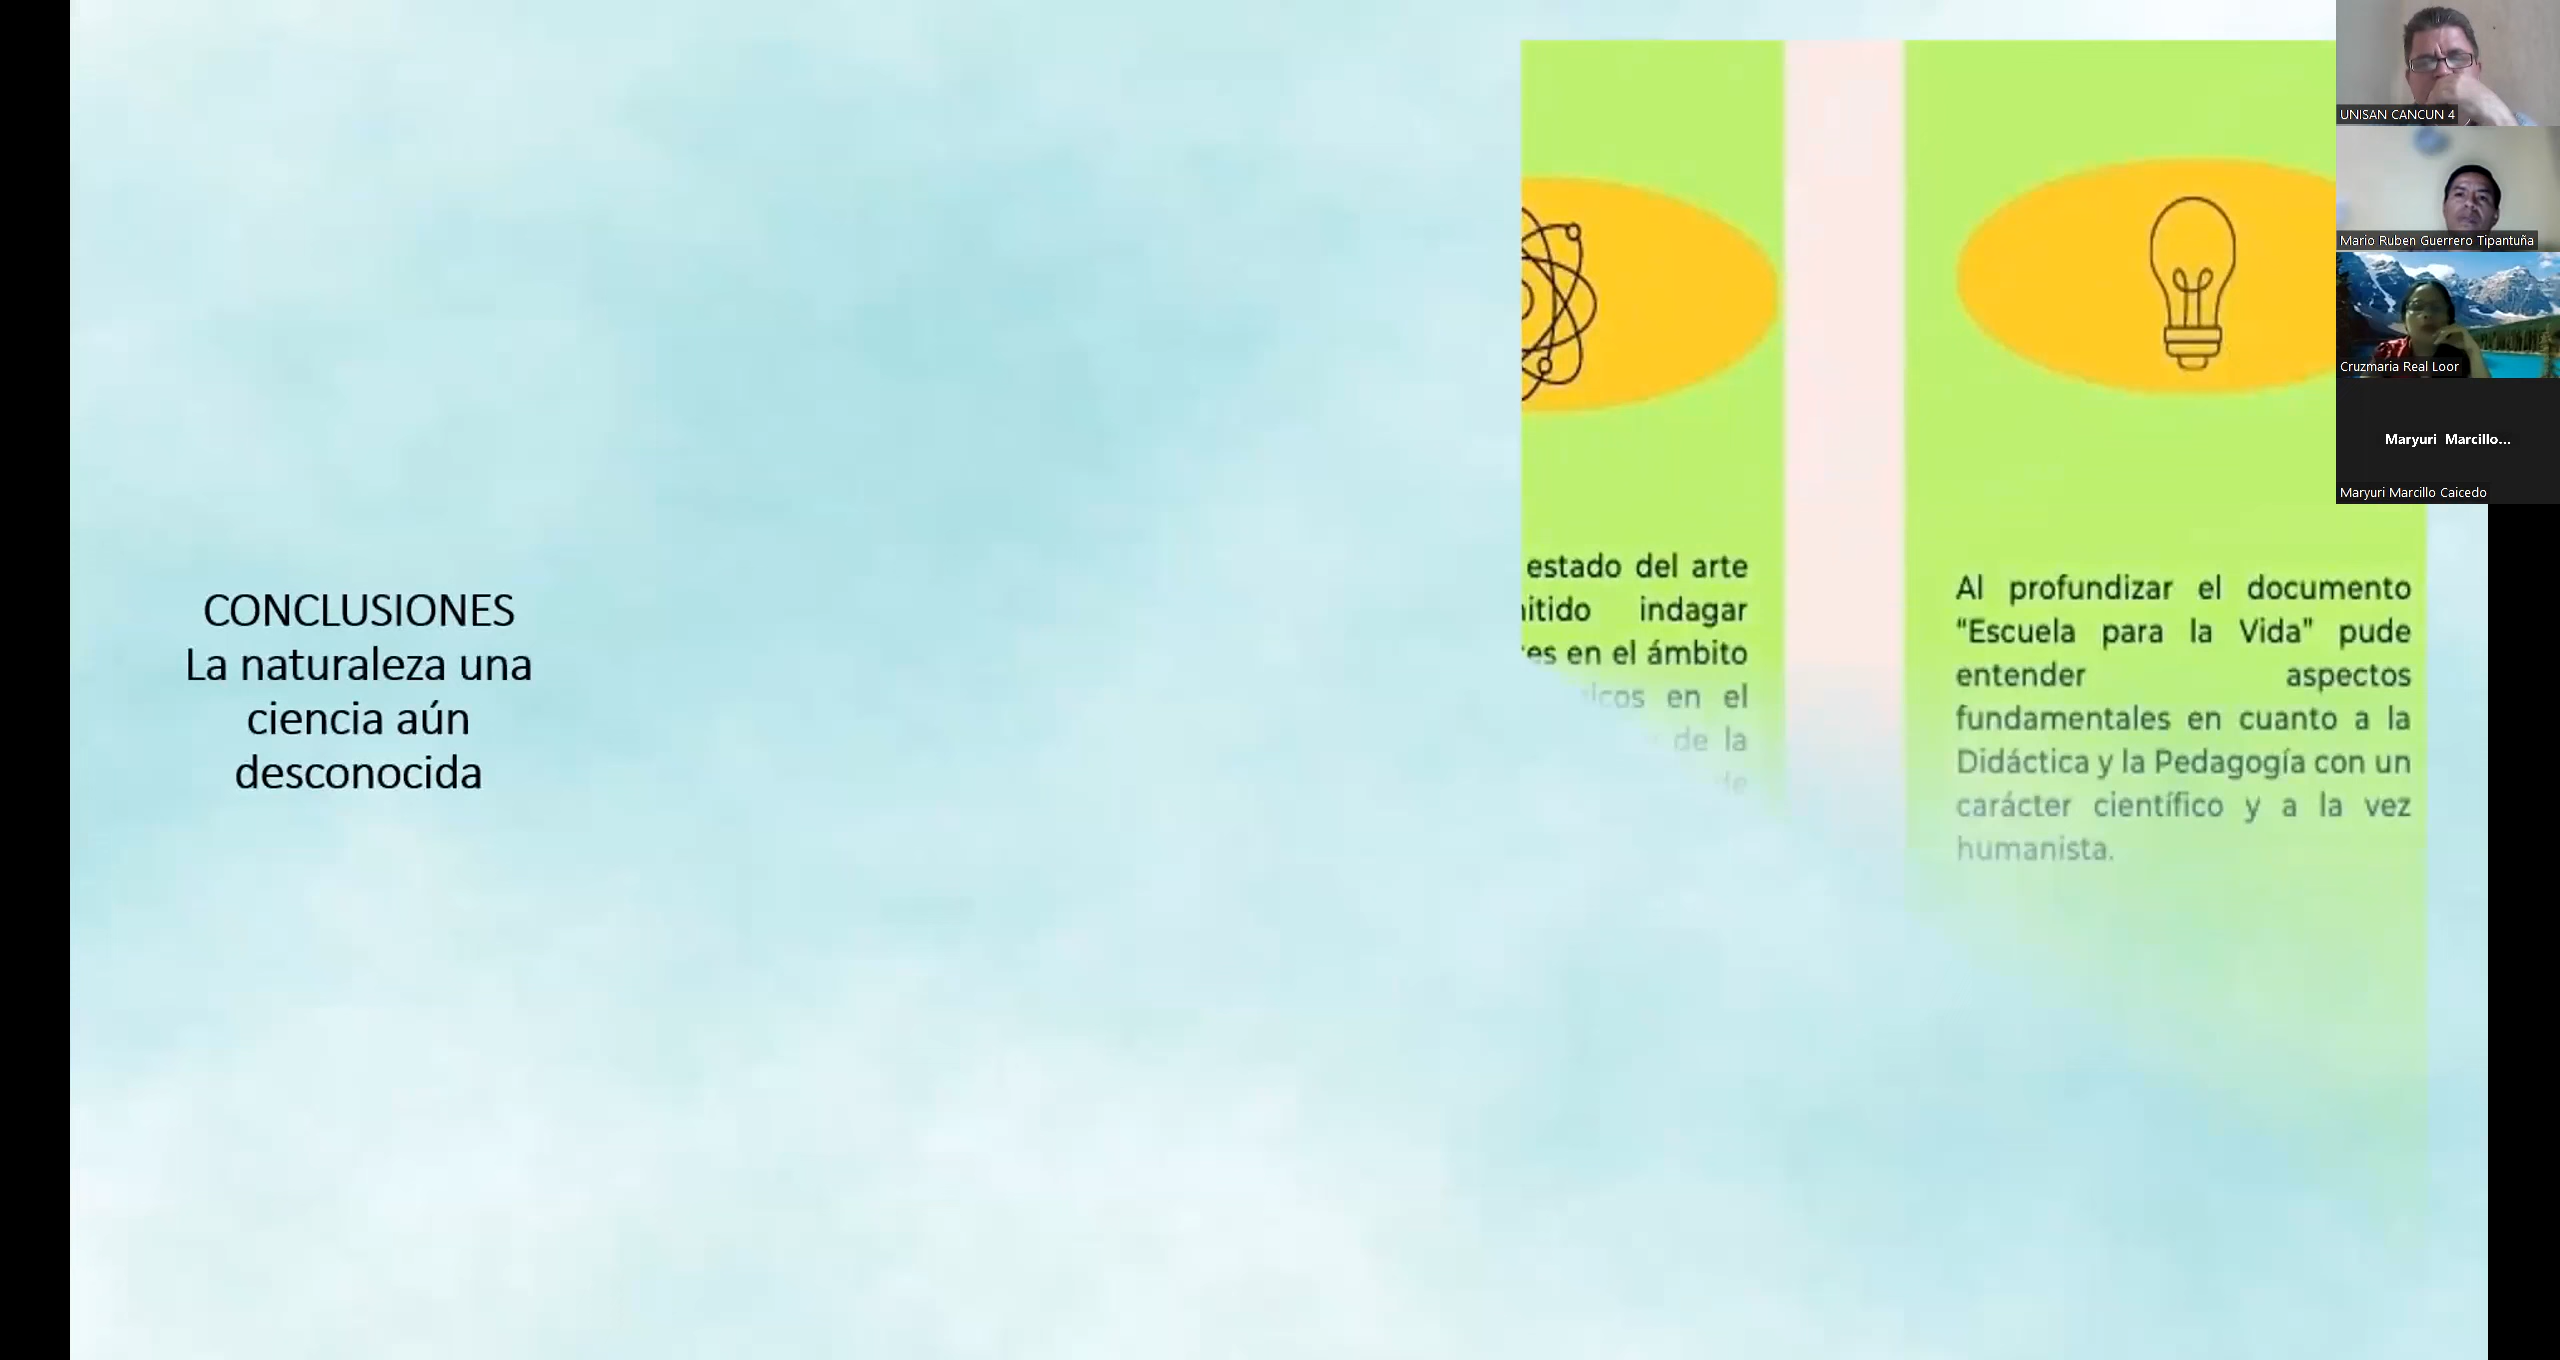 CONCLUSIONES
La naturaleza una
ciencia aún
desconocida
estado del arte
indagar
en el ámbito
en el
de la
de
Al profundizar el documento
“Escuela para la Vida” pude
entender aspectos
fundamentales en cuanto a la
Didáctica y la Pedagogía con un
carácter científico y a la vez
humanista.
UNISAN CANCUN 4
Mario Ruben Guerrero Tipantuña
Cruzmaria Real Loor
Maryuri Marcillo...
Maryuri Marcillo Caicedo